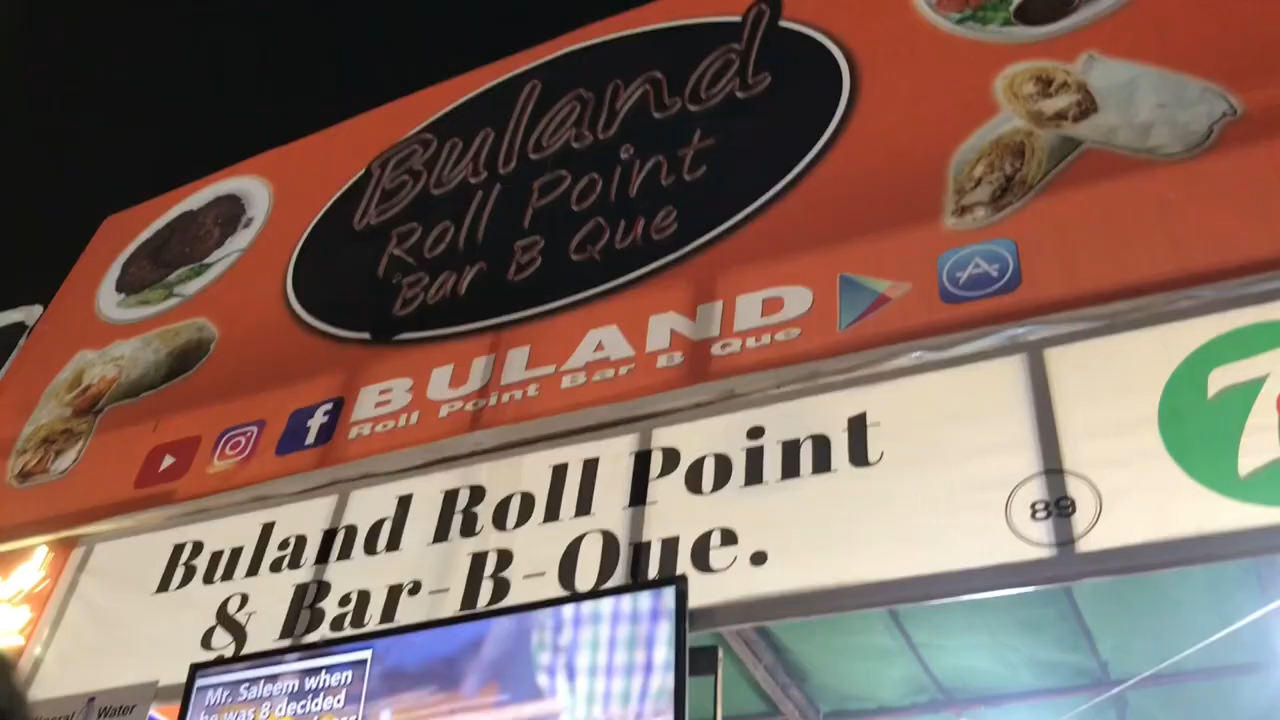 Buland
Roll Point
Bar B Que
BULAND
Roll Point Bar B Que
Buland Roll Point
& Bar-B-Que.
89
7
Mr. Saleem when
he was 8 decided
Water